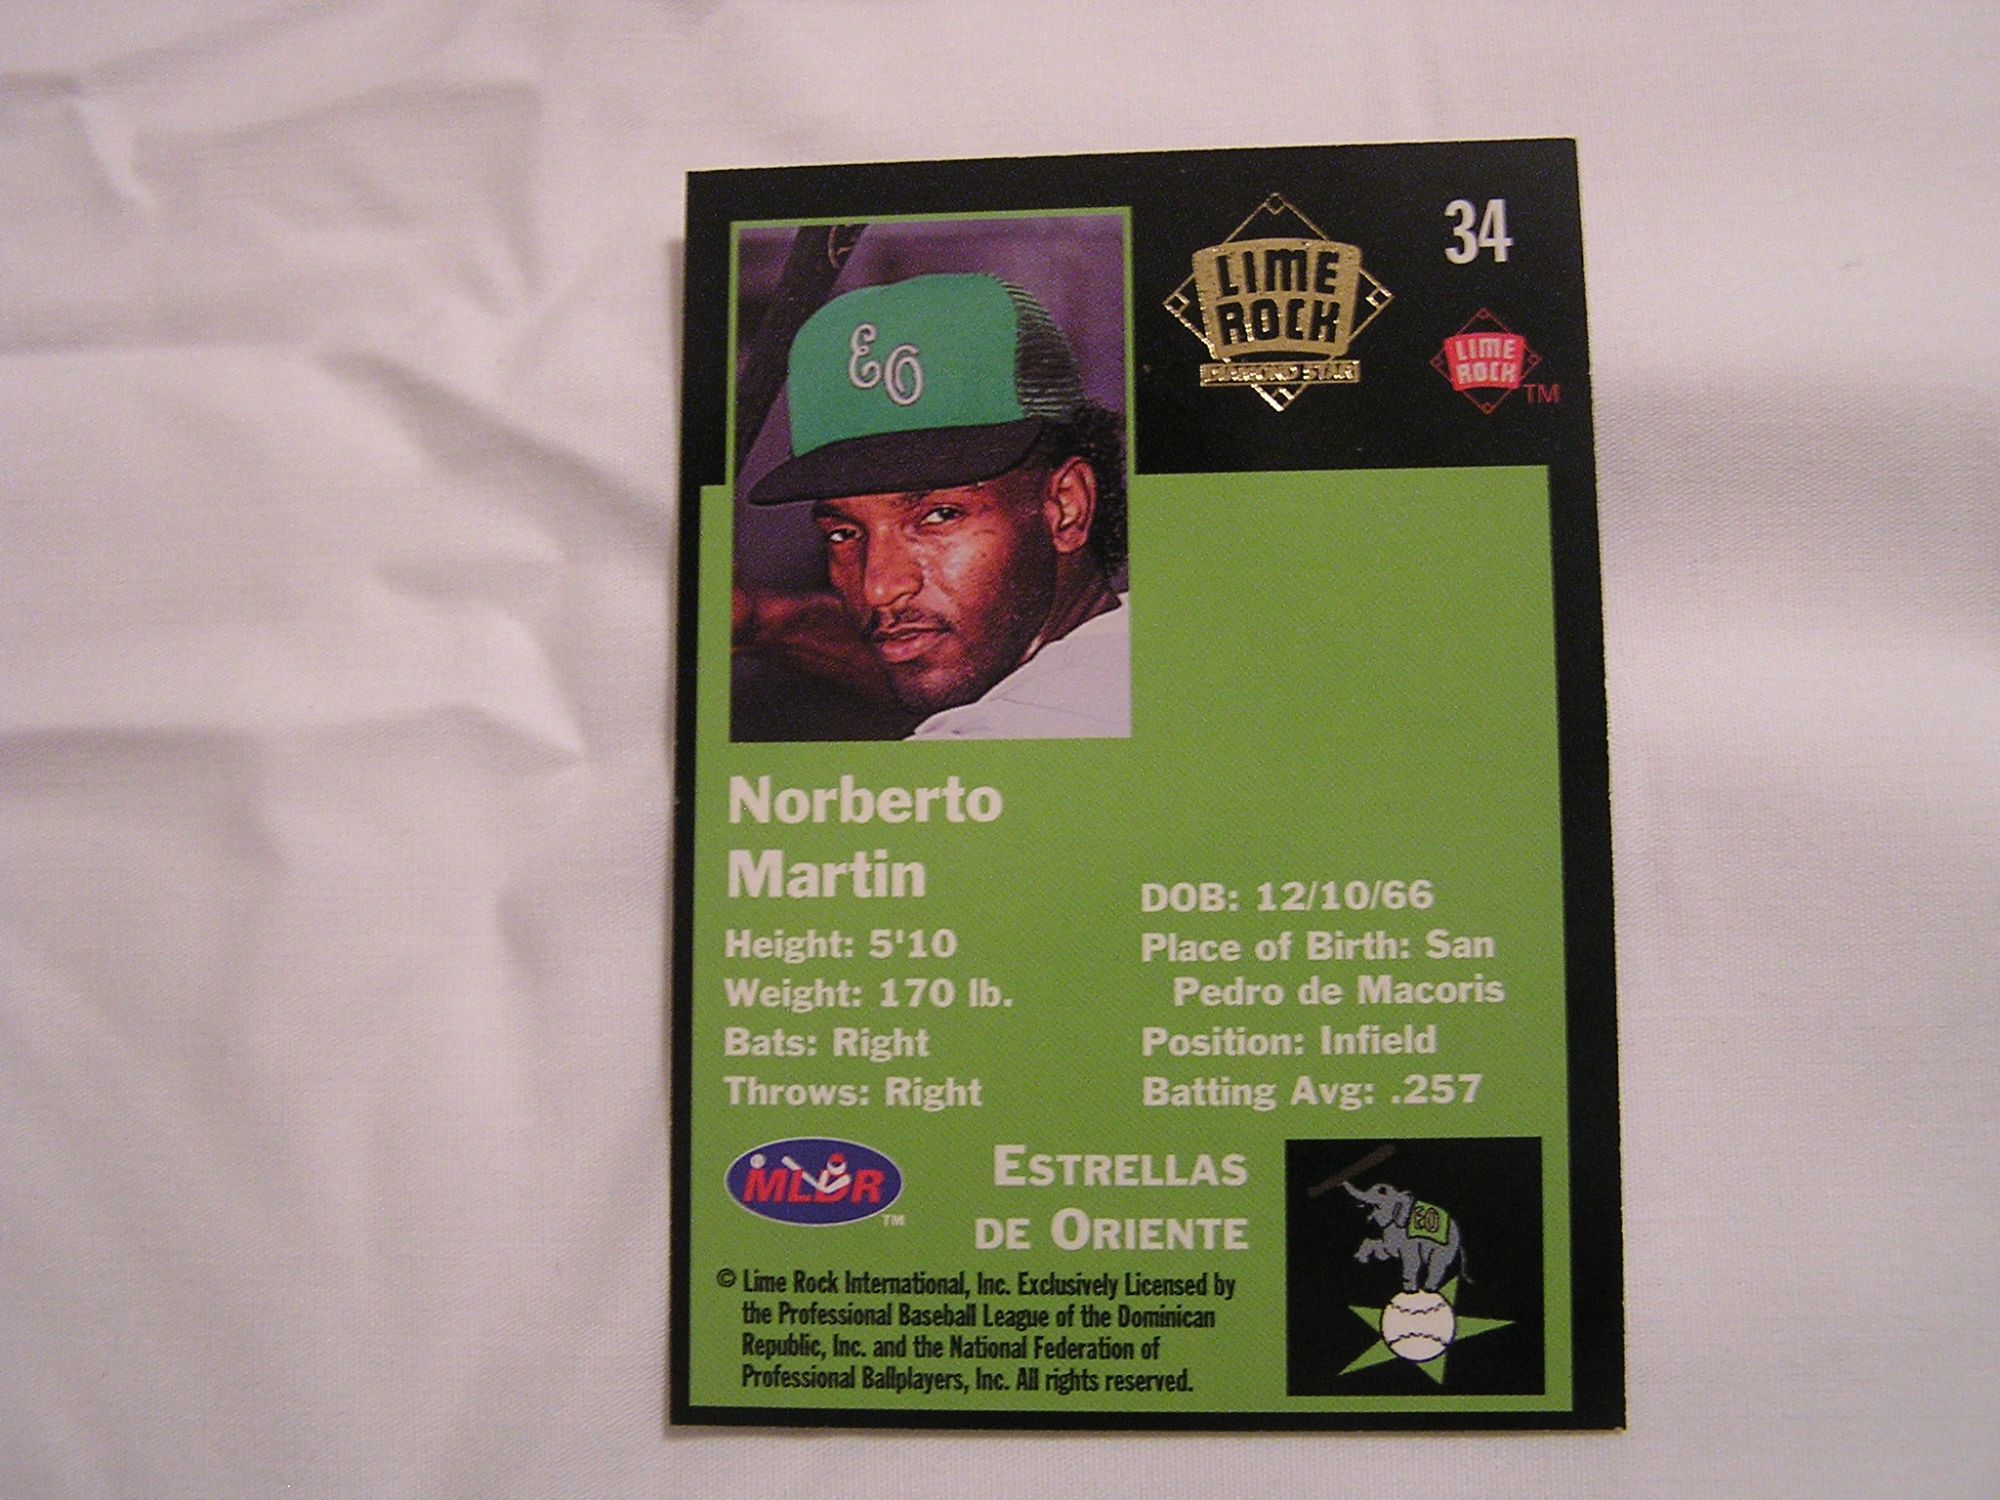 34
LIME
ROCK
DIAMOND STAR
LIME
ROCK
TM
EO
Norberto
Martin
Height: 5'10
Weight: 170 lb.
Bats: Right
Throws: Right
DOB: 12/10/66
Place of Birth: San
Pedro de Macoris
Position: Infield
Batting Avg: .257
MLDR
TM
ESTRELLAS
DE ORIENTE
EO
© Lime Rock International, Inc. Exclusively Licensed by
the Professional Baseball League of the Dominican
Republic, Inc. and the National Federation of
Professional Ballplayers, Inc. All rights reserved.